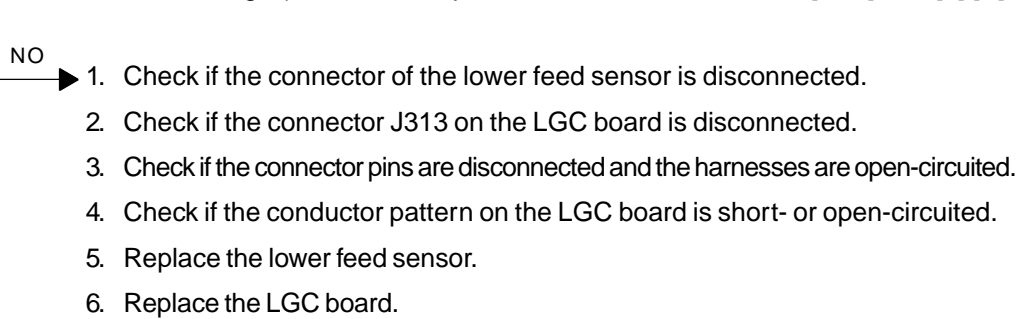 NO
1. Check if the connector of the lower feed sensor is disconnected.
2. Check if the connector J313 on the LGC board is disconnected.
3. Check if the connector pins are disconnected and the harnesses are open-circuited.
4. Check if the conductor pattern on the LGC board is short- or open-circuited.
5. Replace the lower feed sensor.
6. Replace the LGC board.